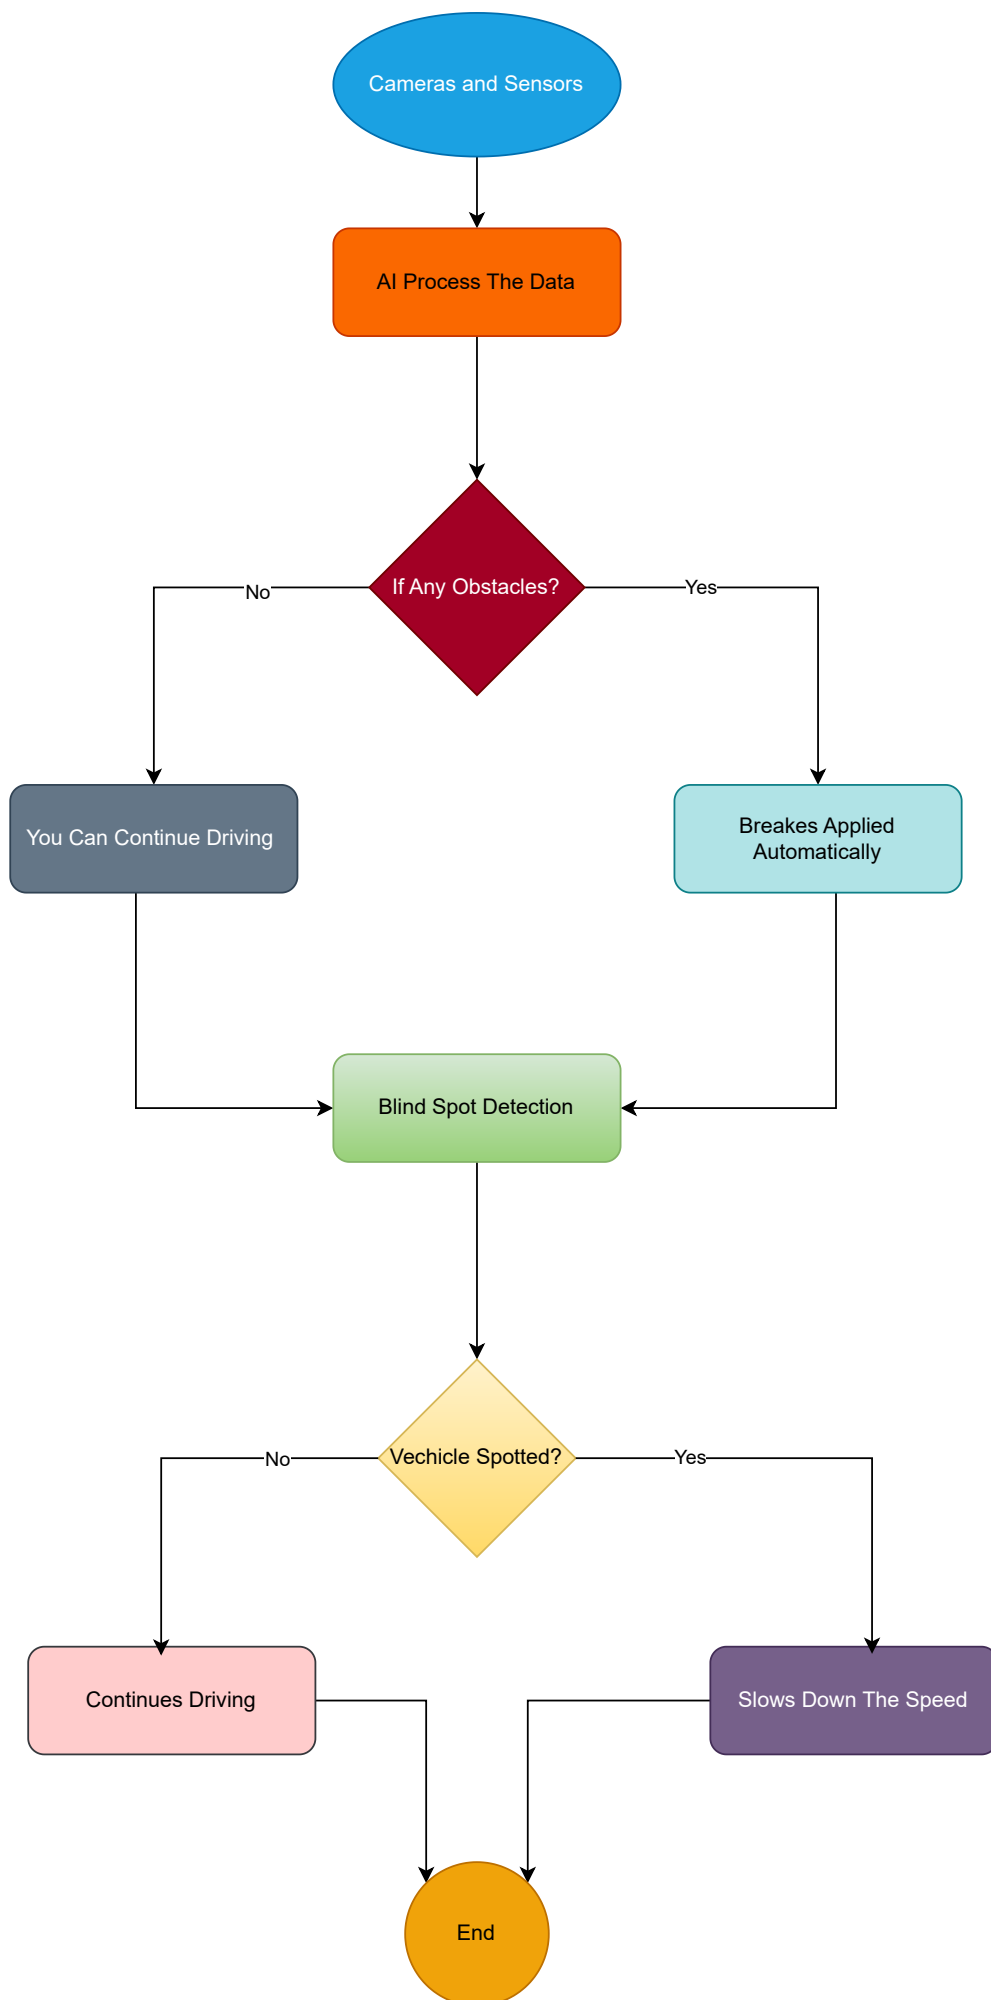 Cameras and Sensors
AI Process The Data
If Any Obstacles?
No
Yes
You Can Continue Driving
Breakes Applied
Automatically
Blind Spot Detection
Vechicle Spotted?
No
Yes
Continues Driving
Slows Down The Speed
End